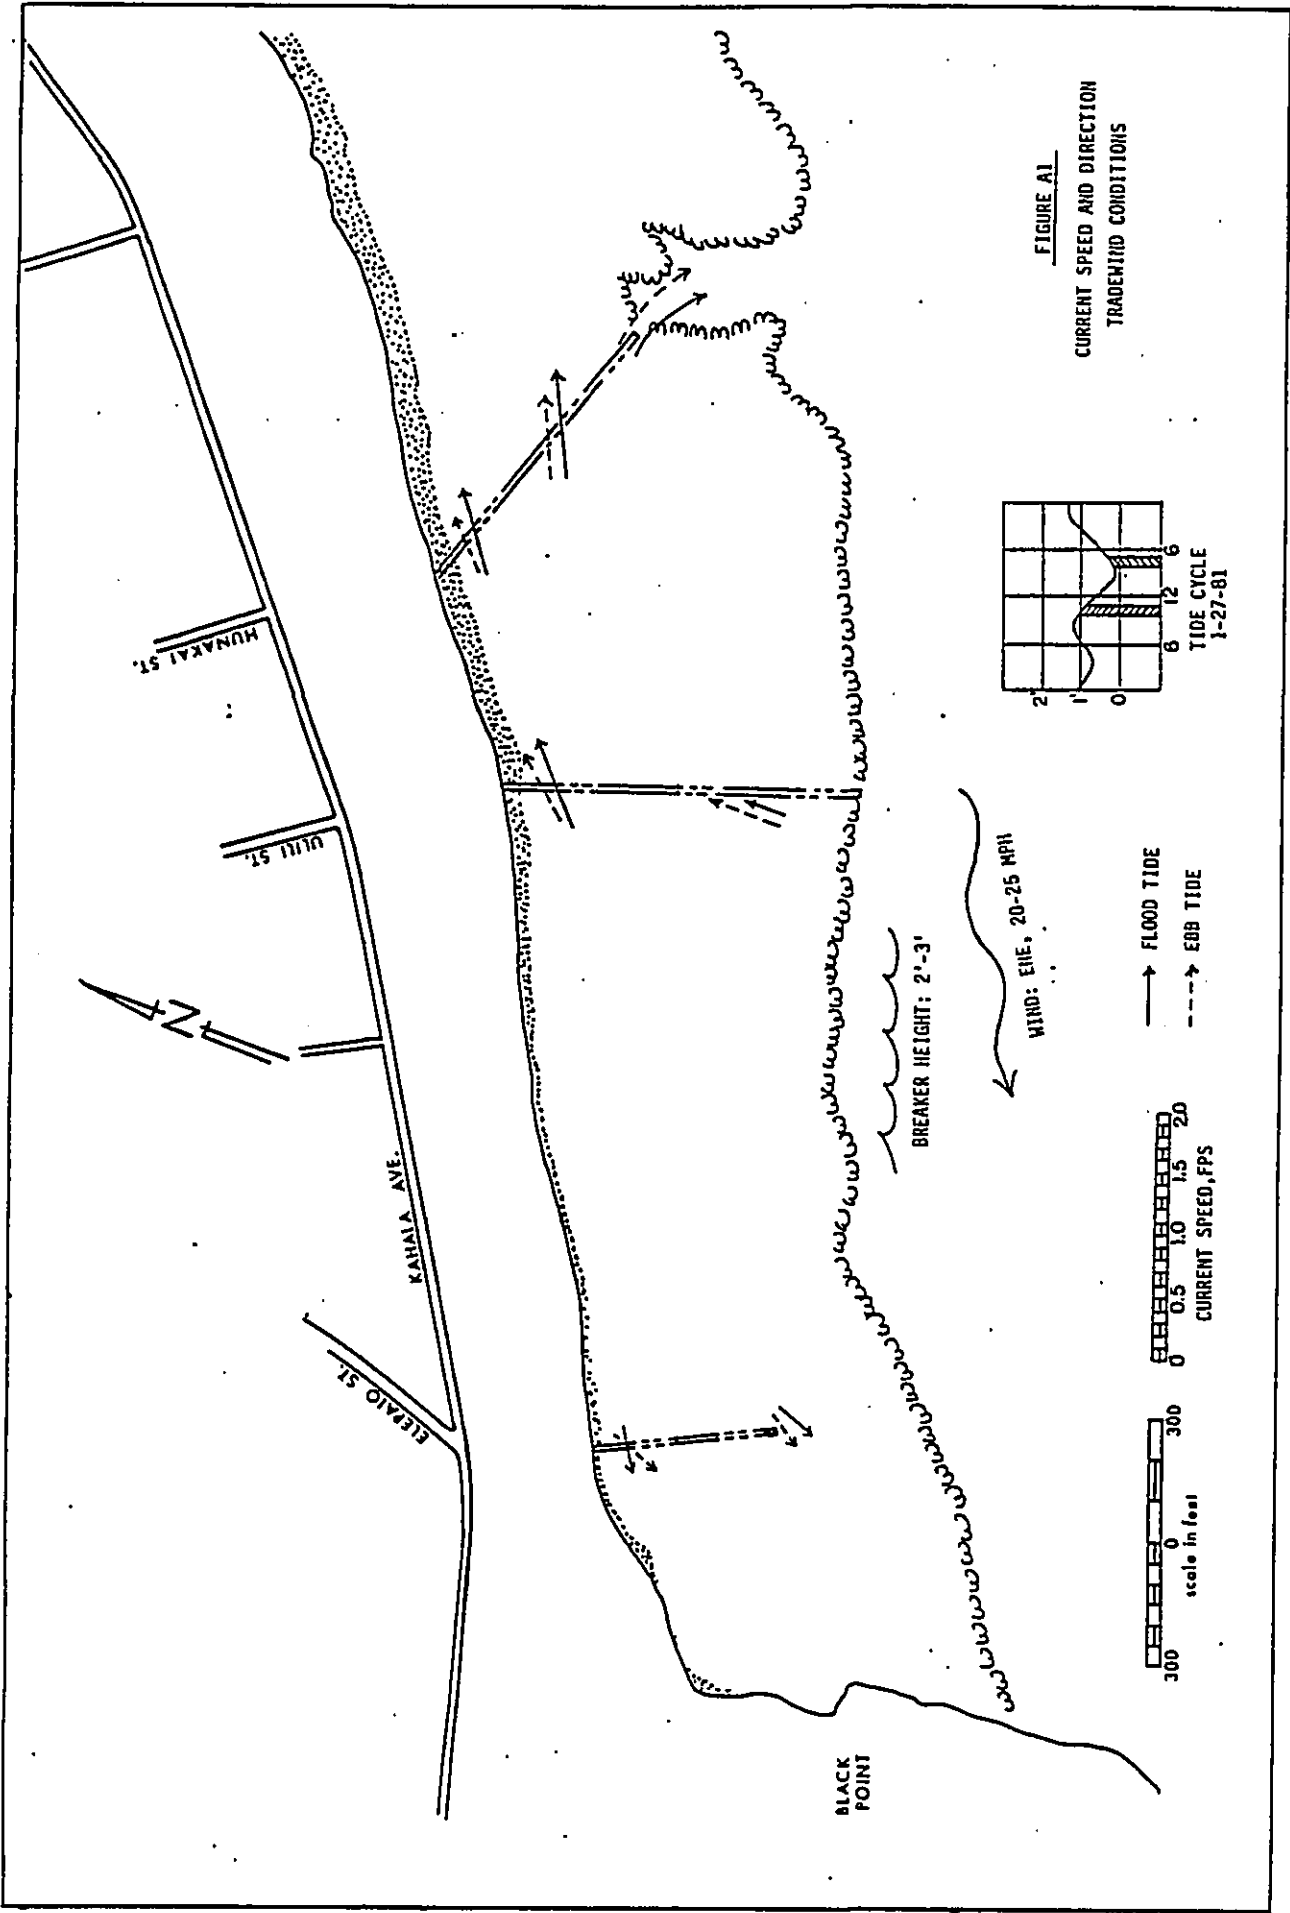 HUNAKAI ST.
ULILI ST.
N
KAHALA AVE.
ELEPAIO ST.
BLACK
POINT
BREAKER HEIGHT: 2'-3'
WIND: ENE, 20-25 MPH
FIGURE A1
CURRENT SPEED AND DIRECTION
TRADEWIND CONDITIONS
2'
1'
0
6 12 6
TIDE CYCLE
1-27-81
FLOOD TIDE
EBB TIDE
0 0.5 1.0 1.5 2.0
CURRENT SPEED, FPS
300 0 300
scale in feet